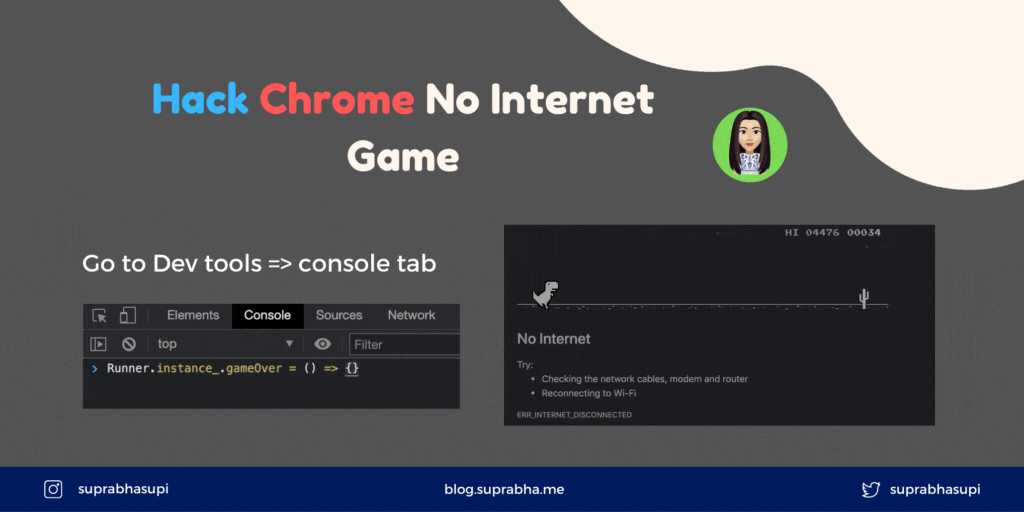 Hack Chrome No Internet
Game
Go to Dev tools => console tab
Elements Console Sources Network
top ▼ Filter
> Runner.instance_.gameOver = () => {}
HI 04476 00034
No Internet
Try:
• Checking the network cables, modem and router
• Reconnecting to Wi-Fi
ERR_INTERNET_DISCONNECTED
suprabhasupi
blog.suprabha.me
suprabhasupi